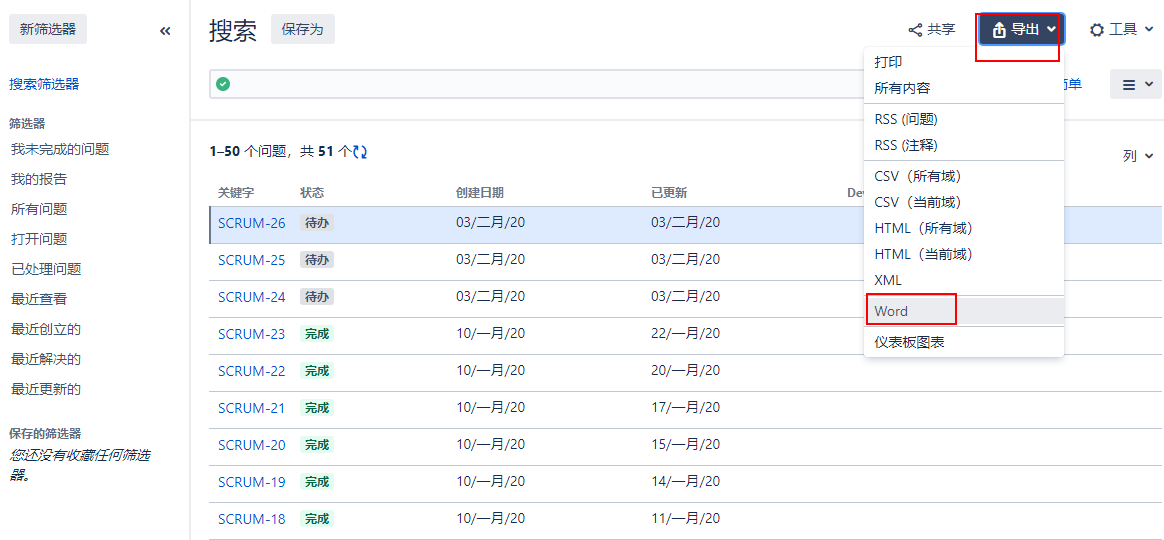 新筛选器
«
搜索筛选器
筛选器
我未完成的问题
我的报告
所有问题
打开问题
已处理问题
最近查看
最近创立的
最近解决的
最近更新的
保存的筛选器
您还没有收藏任何筛选
器。
搜索 保存为
共享 导出 工具
简单
1–50 个问题，共 51 个
列
关键字 状态 创建日期 已更新 De
SCRUM-26 待办 03/二月/20 03/二月/20
SCRUM-25 待办 03/二月/20 03/二月/20
SCRUM-24 待办 03/二月/20 03/二月/20
SCRUM-23 完成 10/一月/20 22/一月/20
SCRUM-22 完成 10/一月/20 20/一月/20
SCRUM-21 完成 10/一月/20 17/一月/20
SCRUM-20 完成 10/一月/20 15/一月/20
SCRUM-19 完成 10/一月/20 14/一月/20
SCRUM-18 完成 10/一月/20 11/一月/20
打印
所有内容
RSS (问题)
RSS (注释)
CSV（所有域）
CSV（当前域）
HTML（所有域）
HTML（当前域）
XML
Word
仪表板图表